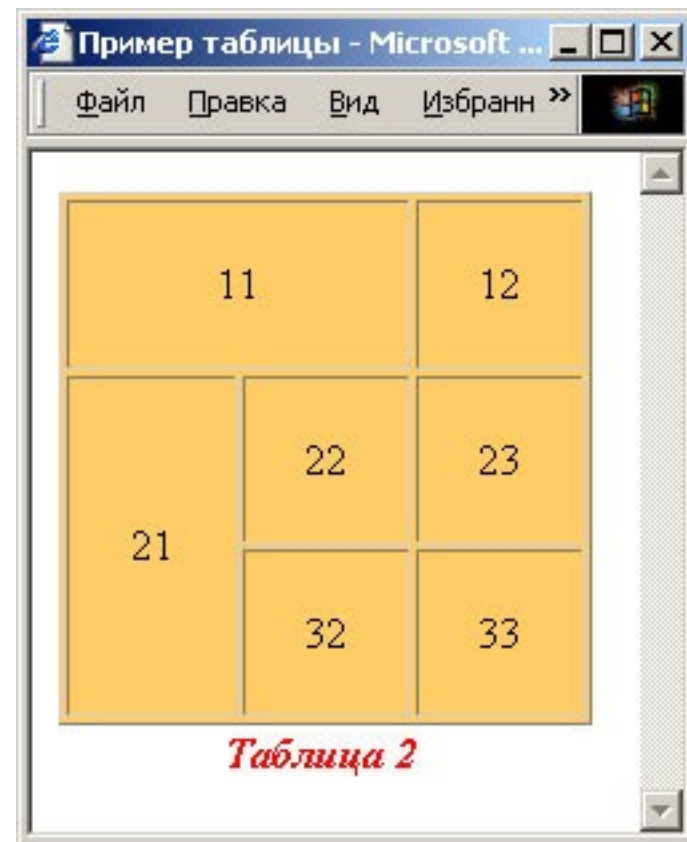 Пример таблицы - Microsoft ...
Файл Правка Вид Избранн »
11 12
22 23
21
32 33
Таблица 2